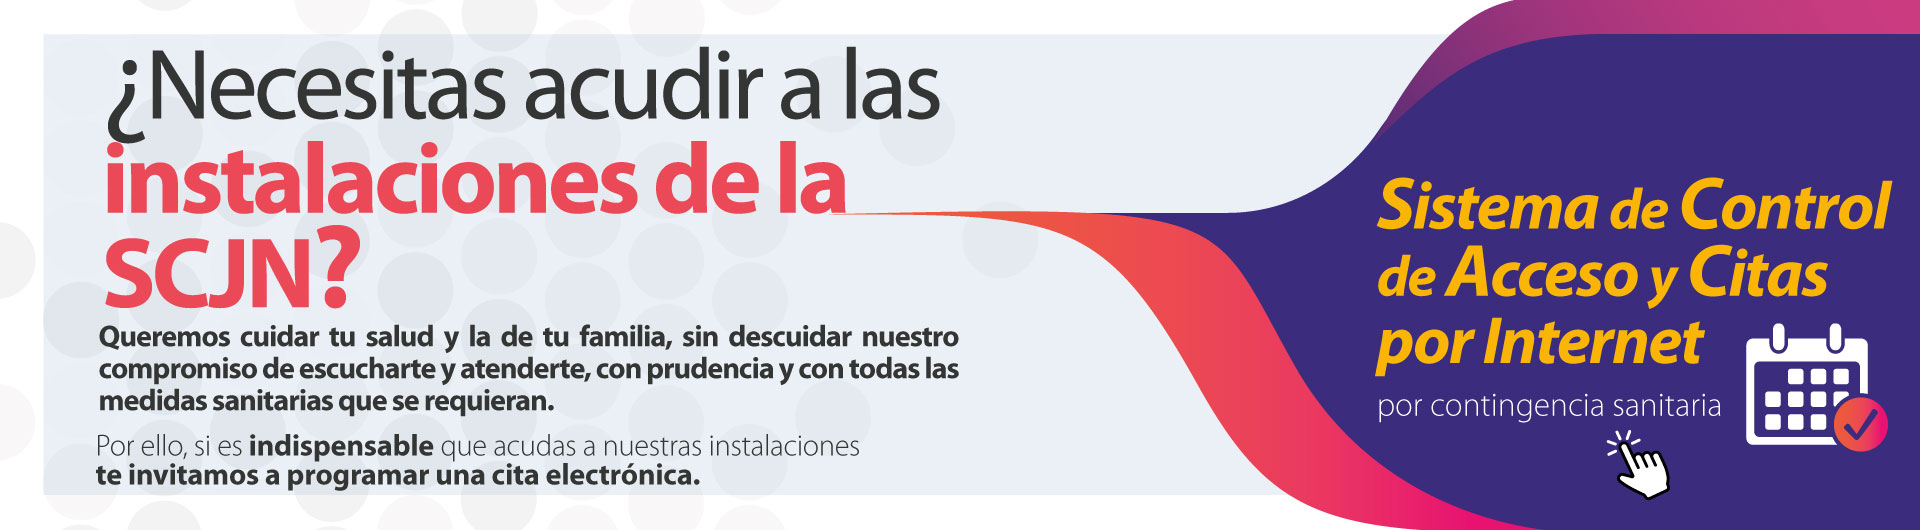 ¿Necesitas acudir a las
instalaciones de la
SCJN?
Queremos cuidar tu salud y la de tu familia, sin descuidar nuestro
compromiso de escucharte y atenderte, con prudencia y con todas las
medidas sanitarias que se requieran.
Por ello, si es indispensable que acudas a nuestras instalaciones
te invitamos a programar una cita electrónica.
Sistema de Control
de Acceso y Citas
por Internet
por contingencia sanitaria